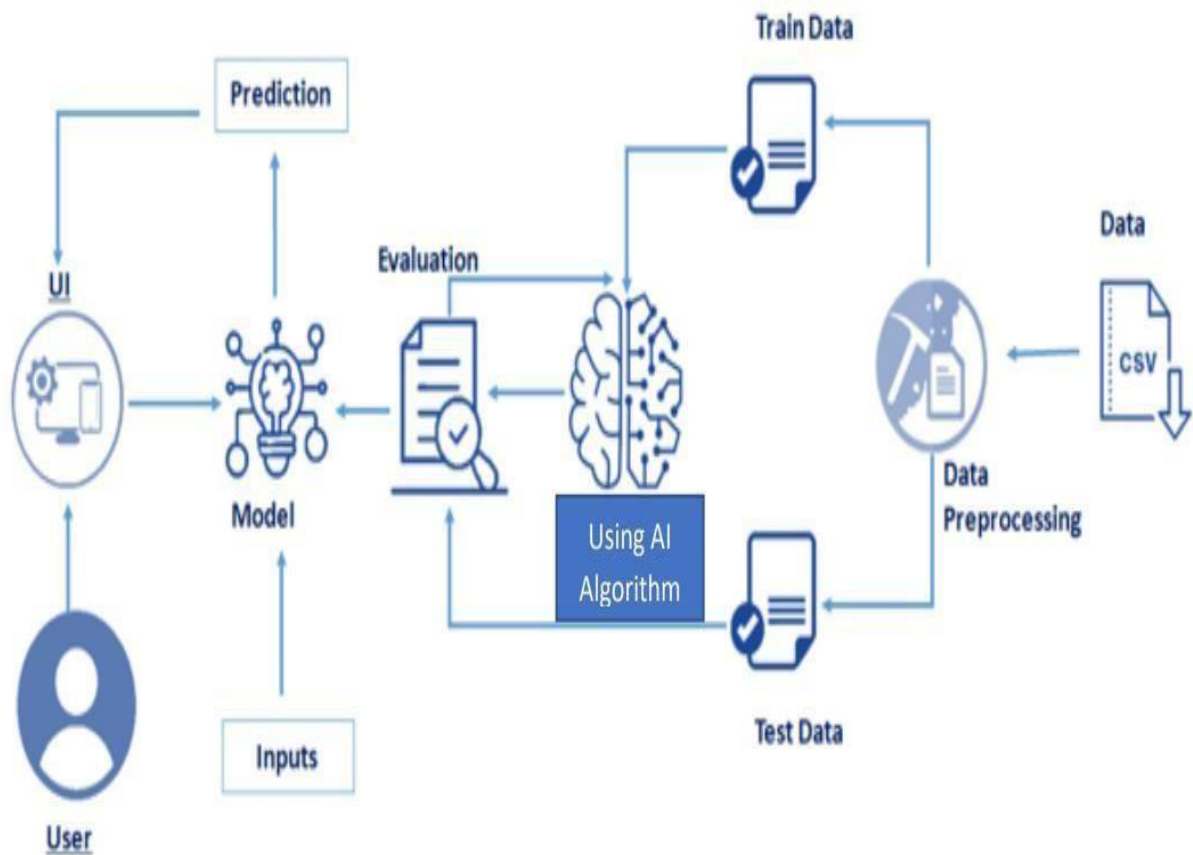 Train Data
Prediction
Data
Evaluation
UI
CSV
Model
Data
Preprocessing
Using AI
Algorithm
Inputs
Test Data
User